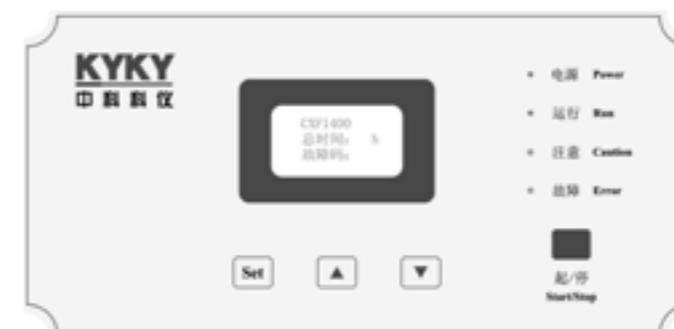 KYKY
中科科仪
CXF1400
总时间: h
故障码:
电源 Power
运行 Run
注意 Caution
故障 Error
Set
▲
▼
起/停
Start/Stop